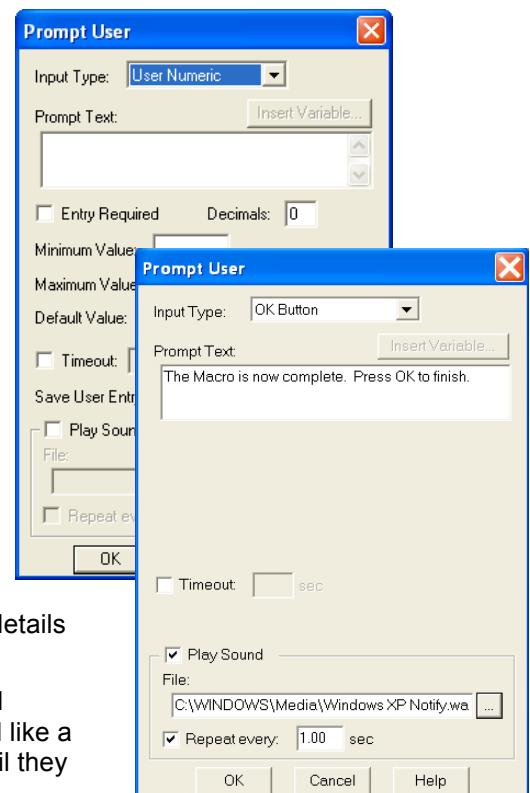 Prompt User
Input Type: User Numeric
Prompt Text: Insert Variable...
Entry Required Decimals: 0
Minimum Value:
Maximum Value
Default Value:
Timeout:
Save User Entr
Play Soun
File:
Repeat ev
OK
Prompt User
Input Type: OK Button
Prompt Text: Insert Variable...
The Macro is now complete. Press OK to finish.
Timeout: sec
Play Sound
File:
C:\WINDOWS\Media\Windows XP Notify.wa ...
Repeat every: 1.00 sec
OK Cancel Help
details
l like a
il they